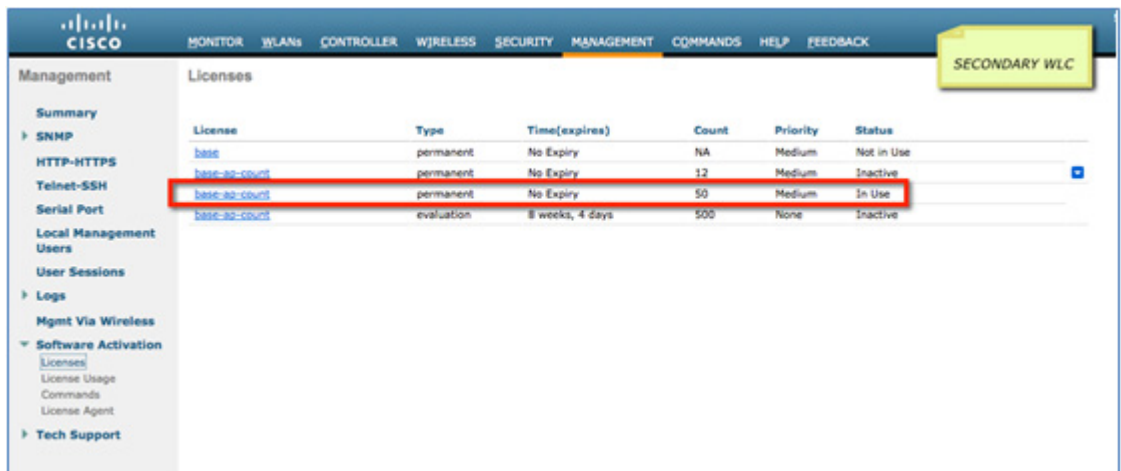 CISCO
MONITOR WLANs CONTROLLER WIRELESS SECURITY MANAGEMENT COMMANDS HELP FEEDBACK
SECONDARY WLC
Management
Summary
SNMP
HTTP-HTTPS
Telnet-SSH
Serial Port
Local Management
Users
User Sessions
Logs
Mgmt Via Wireless
Software Activation
Licenses
License Usage
Commands
License Agent
Tech Support
Licenses
License Type Time(expires) Count Priority Status
base permanent No Expiry NA Medium Not in Use
base-ap-count permanent No Expiry 12 Medium Inactive
base-ap-count permanent No Expiry 50 Medium In Use
base-ap-count evaluation 8 weeks, 4 days 500 None Inactive